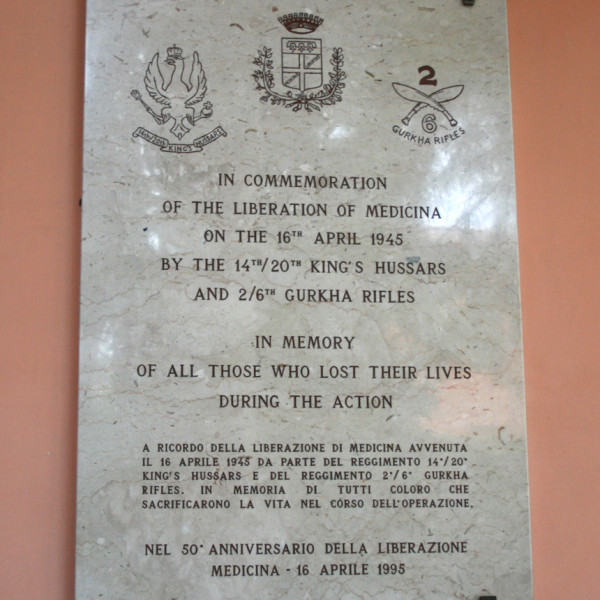 14TH/20TH KING'S HUSSARS
2
6
GURKHA RIFLES
IN COMMEMORATION
OF THE LIBERATION OF MEDICINA
ON THE 16TH APRIL 1945
BY THE 14TH/20TH KING'S HUSSARS
AND 2/6TH GURKHA RIFLES
IN MEMORY
OF ALL THOSE WHO LOST THEIR LIVES
DURING THE ACTION
A RICORDO DELLA LIBERAZIONE DI MEDICINA AVVENUTA
IL 16 APRILE 1945 DA PARTE DEL REGGIMENTO 14°/20°
KING'S HUSSARS E DEL REGGIMENTO 2°/6° GURKHA
RIFLES. IN MEMORIA DI TUTTI COLORO CHE
SACRIFICARONO LA VITA NEL CORSO DELL'OPERAZIONE.
NEL 50° ANNIVERSARIO DELLA LIBERAZIONE
MEDICINA - 16 APRILE 1995